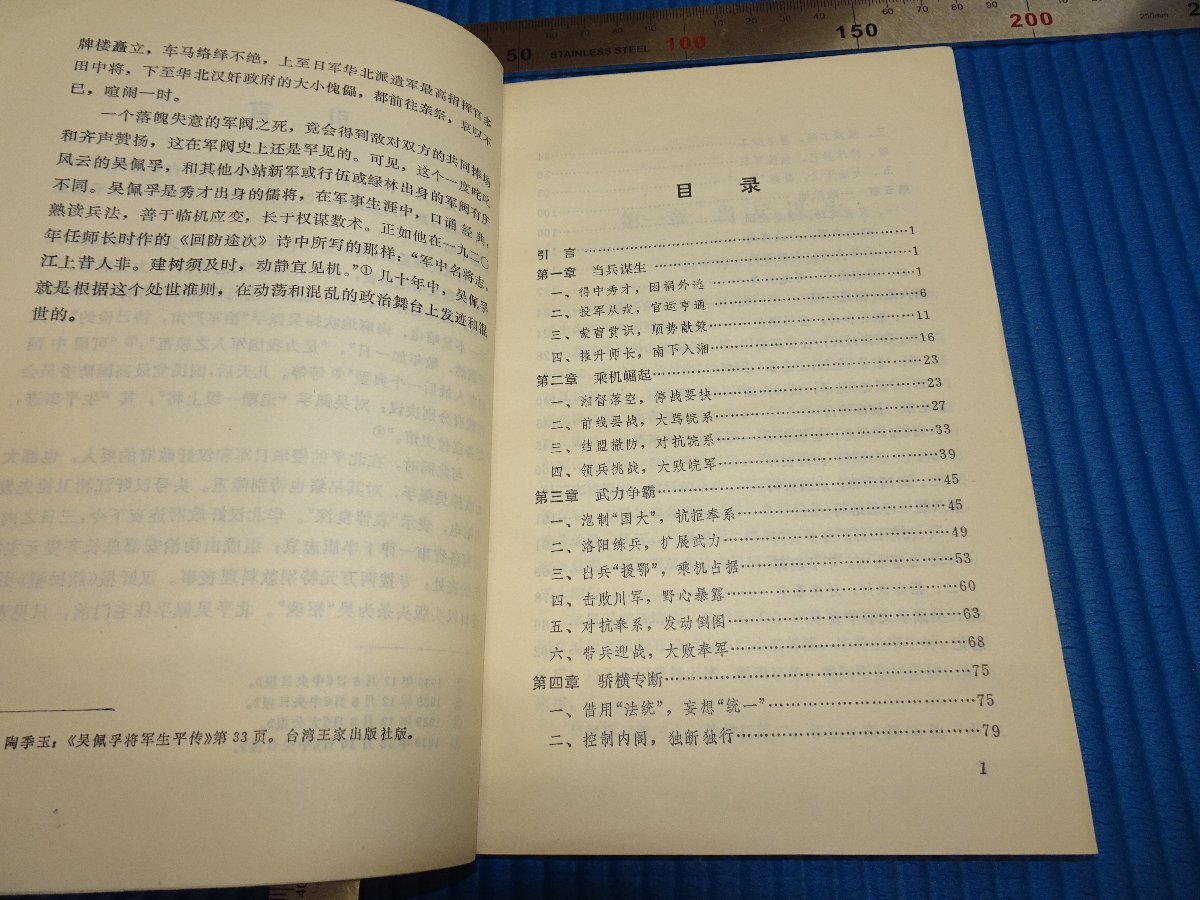 牌楼矗立，车马络绎不绝，上至日军华北派遣军最高指挥官多
田中将，下至华北汉奸政府的大小傀儡，都前往亲祭，哀叹不
已，喧闹一时。
一个落魄失意的军阀之死，竟会得到敌对双方的共同捧场
和齐声赞扬，这在军阀史上还是罕见的。可见，这个一度叱咤
风云的吴佩孚，和其他小站新军或行伍或绿林出身的军阀有所
不同。吴佩孚是秀才出身的儒将，在军事生涯中，口诵经典，
熟读兵法，善于临机应变，长于权谋数术。正如他在一九二〇
年任师长时作的《回防途次》诗中所写的那样：“军中名将志，
江上昔人非。建树须及时，动静宜见机。”①几十年中，吴佩孚
就是根据这个处世准则，在动荡和混乱的政治舞台上发迹和混
世的。
陶季玉：《吴佩孚将军生平传》第33页。台湾王家出版社版。
目 录
引 言……1
第一章 当兵谋生……1
一、得中秀才，因祸外逃……1
二、投军从戎，官运亨通……6
三、蒙窗赏识，顺势献策……11
四、擢升师长，南下入湘……16
第二章 乘机崛起……23
一、湘督落空，停战要挟……23
二、前线罢战，大骂皖系……27
三、结盟撤防，对抗皖系……33
四、领兵挑战，大败皖军……39
第三章 武力争霸……45
一、泡制“国大”，抗拒奉系……45
二、洛阳练兵，扩展武力……49
三、自兵“援鄂”，乘机占据……53
四、击败川军，野心暴露……60
五、对抗奉系，发动倒阁……63
六、带兵迎战，大败奉军……68
第四章 骄横专断……75
一、借用“法统”，妄想“统一”……75
二、控制内阁，独断独行……79
1
50
100
150
200
250mm
STAINLESS STEEL